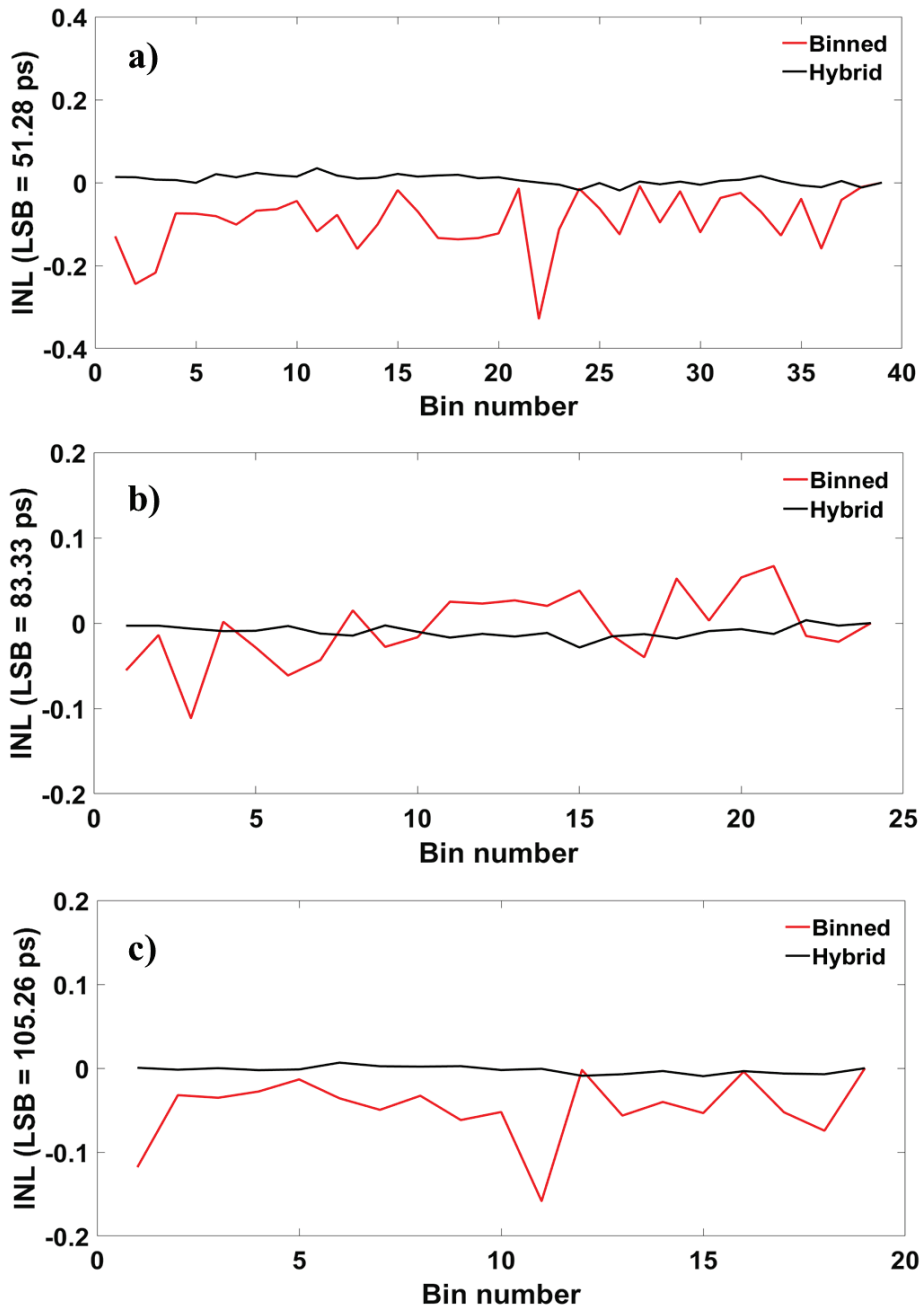 a)
Binned
Hybrid
INL (LSB = 51.28 ps)
0.4
0.2
0
-0.2
-0.4
0 5 10 15 20 25 30 35 40
Bin number
b)
Binned
Hybrid
INL (LSB = 83.33 ps)
0.2
0.1
0
-0.1
-0.2
0 5 10 15 20 25
Bin number
c)
Binned
Hybrid
INL (LSB = 105.26 ps)
0.2
0.1
0
-0.1
-0.2
0 5 10 15 20
Bin number